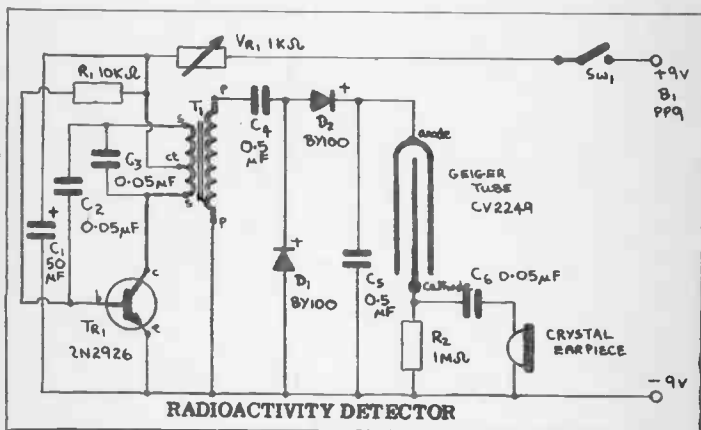 VR1 1KΩ
R1 10KΩ
SW1
+9V
B1
PP9
T1
P
C4
0.5
μF
+
D2
BY100
anode
GEIGER
TUBE
CV2249
S
ct
S
C3
0.05μF
C2
0.05μF
+
C1
50
μF
P
+
D1
BY100
C5
0.5
μF
cathode
C6 0.05μF
b
c
e
TR1
2N2926
R2
1MΩ
CRYSTAL
EARPIECE
-9V
RADIOACTIVITY DETECTOR